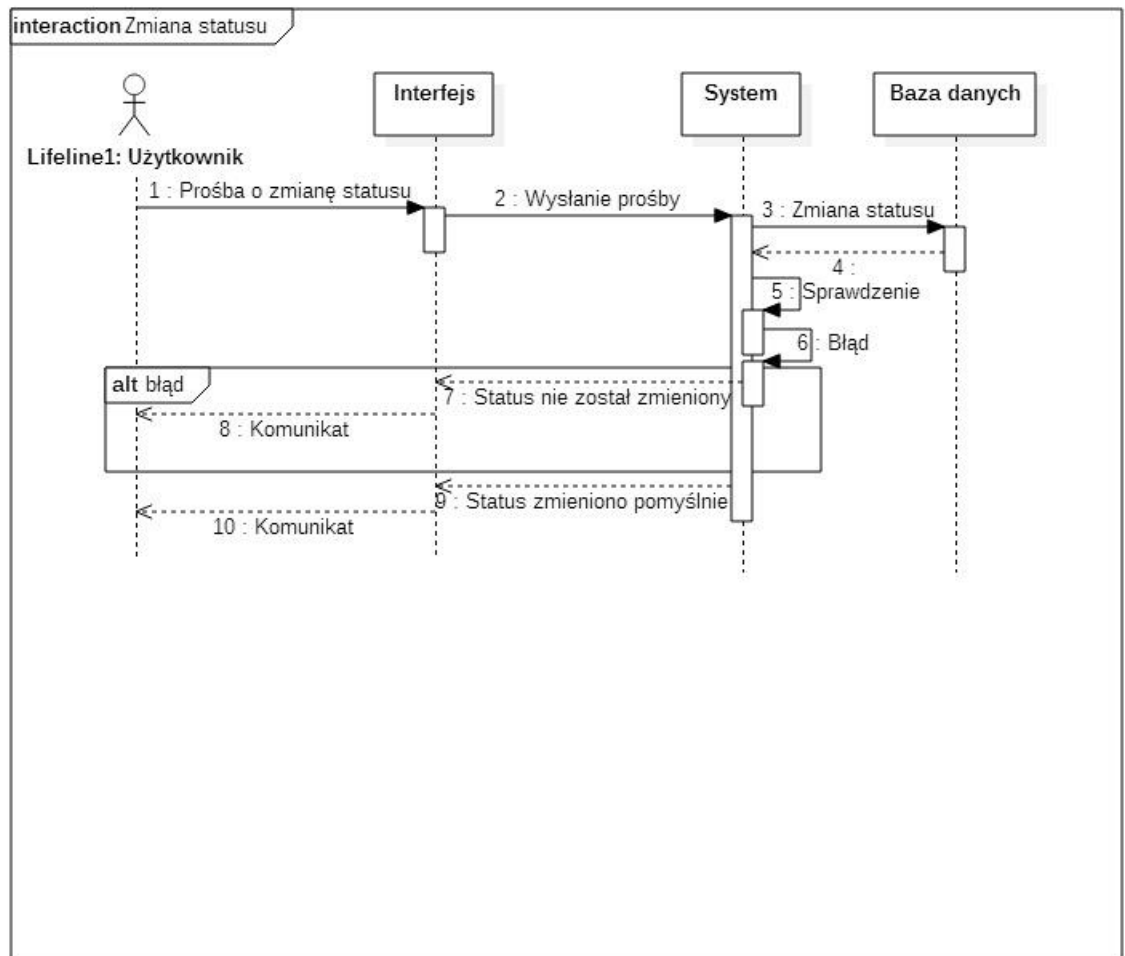 interaction Zmiana statusu
Interfejs
System
Baza danych
Lifeline1: Użytkownik
1 : Prośba o zmianę statusu
2 : Wysłanie prośby
3 : Zmiana statusu
4 :
5 : Sprawdzenie
6 : Błąd
alt błąd
7 : Status nie został zmieniony
8 : Komunikat
9 : Status zmieniono pomyślnie
10 : Komunikat